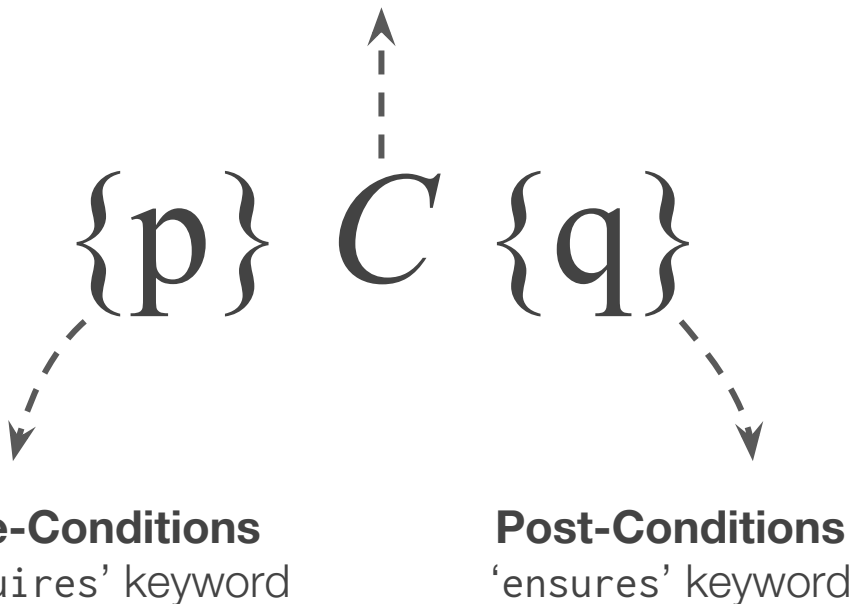 {p} C {q}
e-Conditions Post-Conditions
uires’ keyword ‘ensures’ keyword